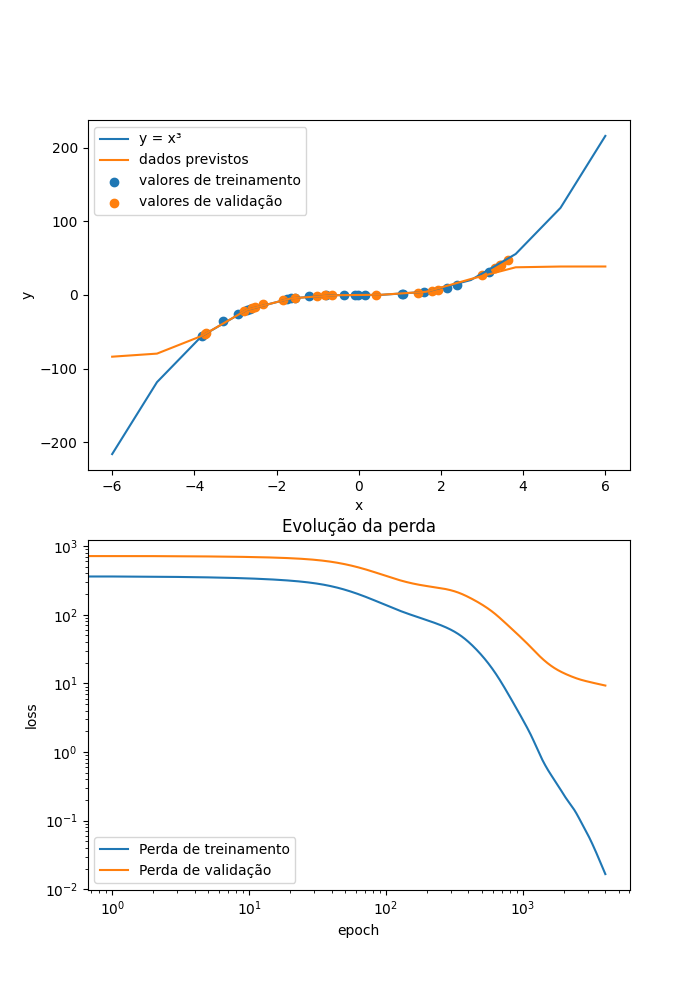 y = x³
dados previstos
valores de treinamento
valores de validação
200
100
0
−100
−200
y
−6
−4
−2
0
2
4
6
x
Evolução da perda
10³
10²
10¹
10⁰
10⁻¹
10⁻²
loss
Perda de treinamento
Perda de validação
10⁰
10¹
10²
10³
epoch